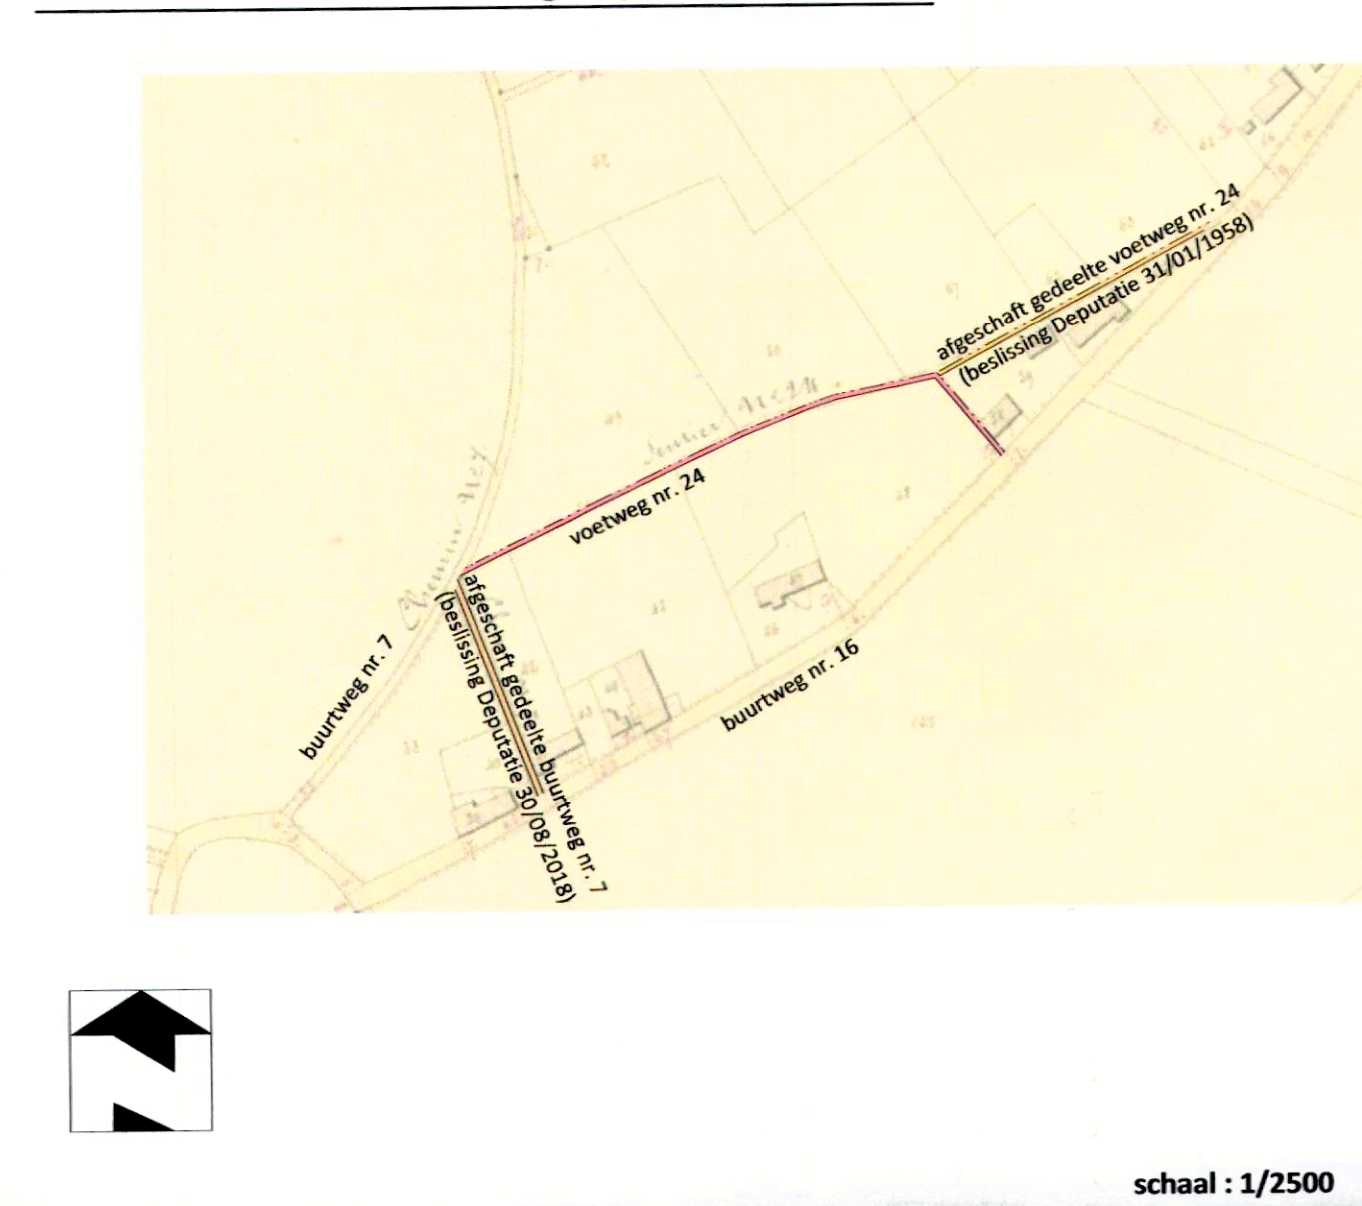 afgeschaft gedeelte voetweg nr. 24
(beslissing Deputatie 31/01/1958)
voetweg nr. 24
buurtweg nr. 7
afgeschaft gedeelte buurtweg nr. 7
(beslissing Deputatie 30/08/2018)
buurtweg nr. 16
schaal : 1/2500